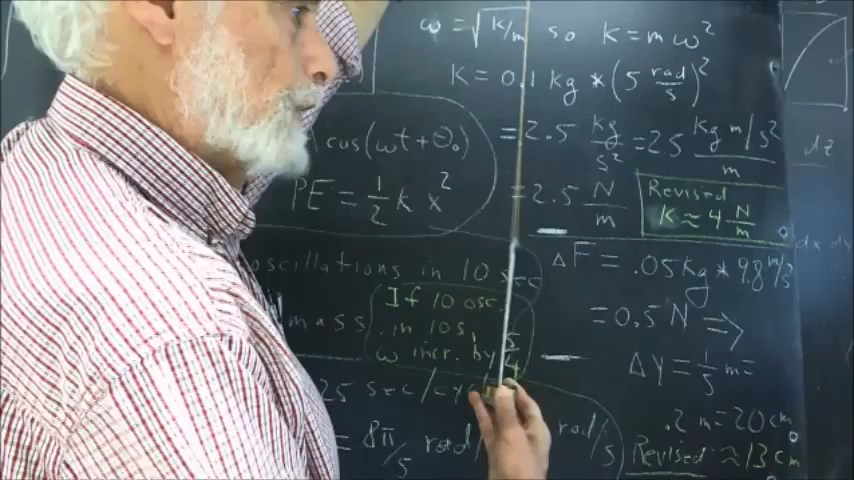 ω = √k/m so K = m ω²
K = 0.1 kg * (5 rad/s)²
A cos(ωt + Θ₀)
= 2.5 kg/s² = 2.5 kg m/s²/m
PE = 1/2 k x²
= 2.5 N/m
Revised
K ≈ 4 N/m
dz
dx dy
oscillations in 10 sec
ΔF = .05kg * 9.8 m/s²
If 10 osc.
in 10 s,
ω incr. by 5/4
mass
= 0.5 N ⇒
ΔY = 1/5 m =
.2 m = 20 cm
Revised ≈ 13 cm
25 sec/cycle
= 8π/5 rad/
rad/s